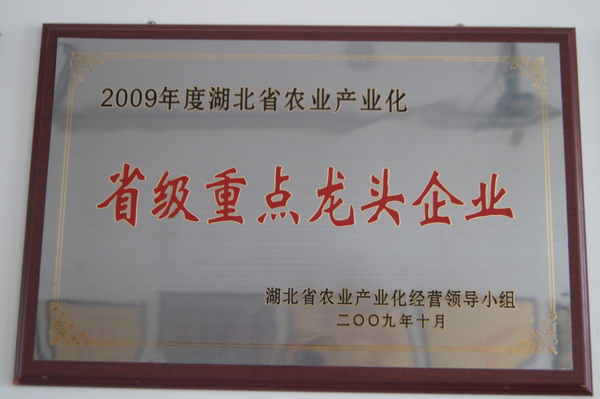 2009年度湖北省农业产业化
省级重点龙头企业
湖北省农业产业化经营领导小组
二〇〇九年十月